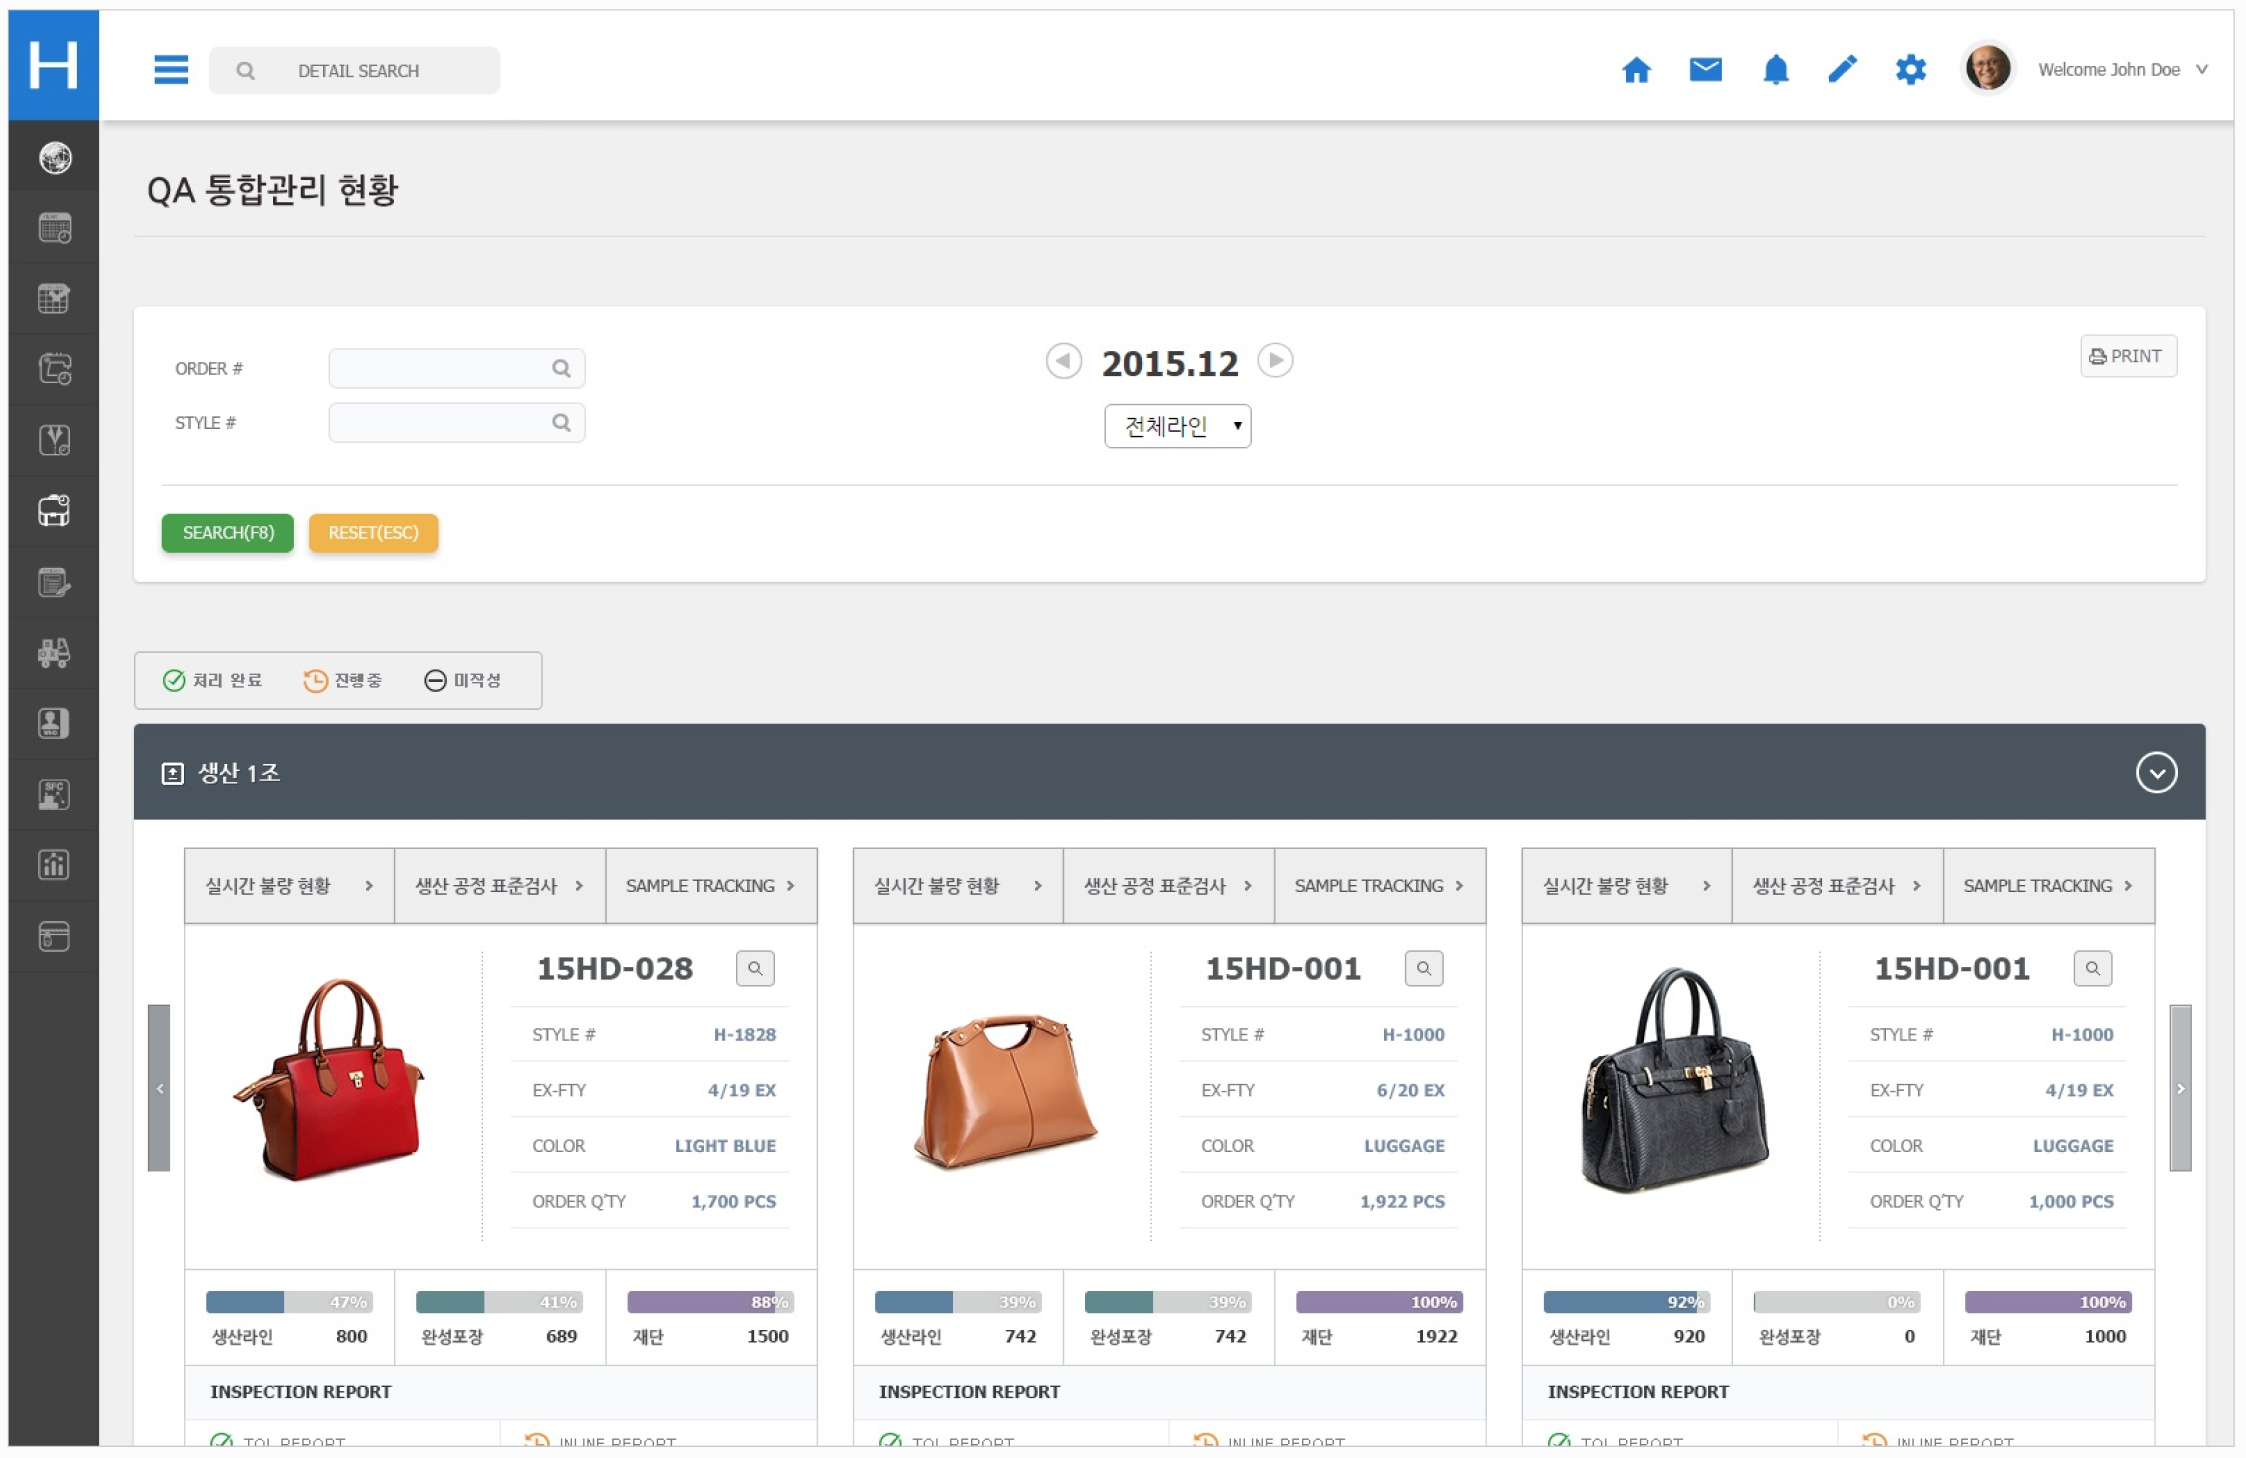 H
DETAIL SEARCH
Welcome John Doe
QA 통합관리 현황
ORDER #
2015.12
PRINT
STYLE #
전체라인
SEARCH(F8) RESET(ESC)
처리 완료 진행중 미작성
생산 1조
실시간 불량 현황 > 생산 공정 표준검사 > SAMPLE TRACKING >
15HD-028
STYLE # H-1828
EX-FTY 4/19 EX
COLOR LIGHT BLUE
ORDER Q'TY 1,700 PCS
47% 41% 88%
생산라인 800 완성포장 689 재단 1500
INSPECTION REPORT
TOL REPORT INLINE REPORT
실시간 불량 현황 > 생산 공정 표준검사 > SAMPLE TRACKING >
15HD-001
STYLE # H-1000
EX-FTY 6/20 EX
COLOR LUGGAGE
ORDER Q'TY 1,922 PCS
39% 39% 100%
생산라인 742 완성포장 742 재단 1922
INSPECTION REPORT
TOL REPORT INLINE REPORT
실시간 불량 현황 > 생산 공정 표준검사 > SAMPLE TRACKING >
15HD-001
STYLE # H-1000
EX-FTY 4/19 EX
COLOR LUGGAGE
ORDER Q'TY 1,000 PCS
92% 0% 100%
생산라인 920 완성포장 0 재단 1000
INSPECTION REPORT
TOL REPORT INLINE REPORT